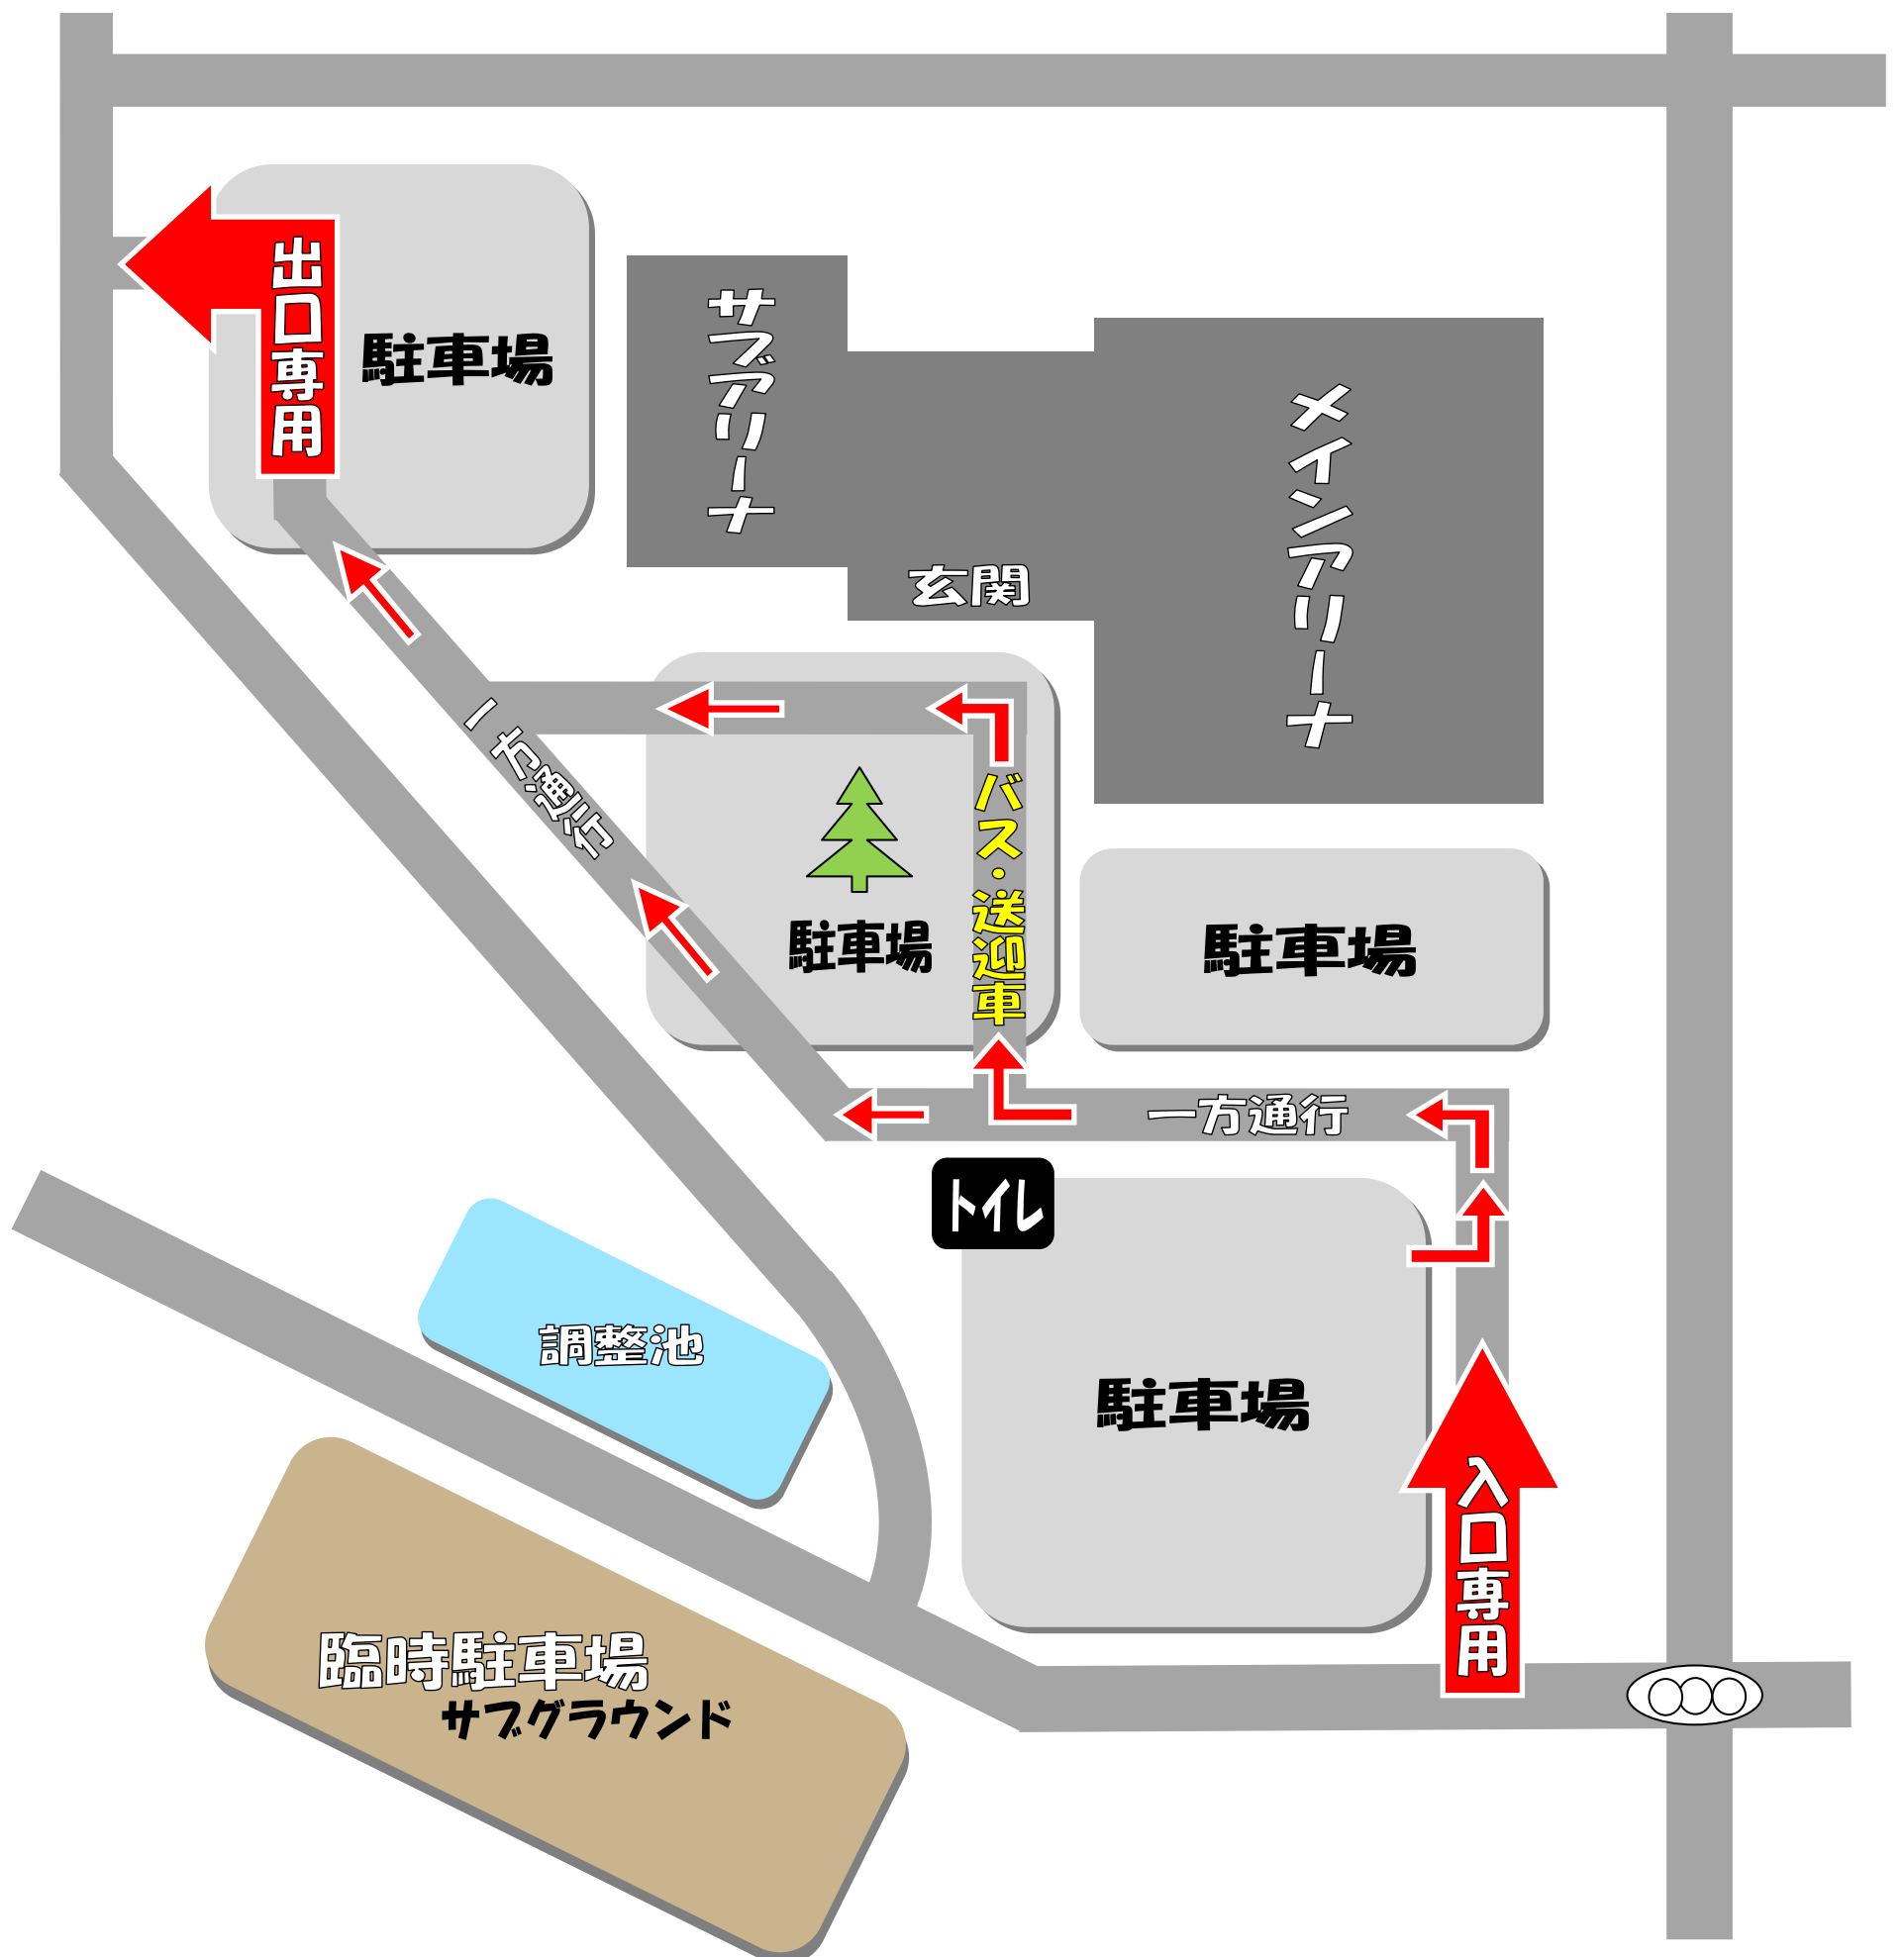 出口専用
駐車場
サブアリーナ
メインアリーナ
玄関
一方通行
バス・送迎車
駐車場
駐車場
一方通行
トイレ
調整池
駐車場
入口専用
臨時駐車場
サブグラウンド